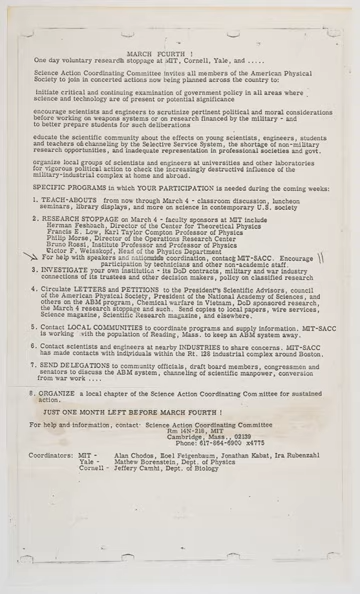 MARCH FOURTH !
One day voluntary research stoppage at MIT, Cornell, Yale, and .....
Science Action Coordinating Committee invites all members of the American Physical
Society to join in concerted actions now being planned across the country to:
initiate critical and continuing examination of government policy in all areas where
science and technology are of present or potential significance
encourage scientists and engineers to scrutinize pertinent political and moral considerations
before working on weapons systems or on research financed by the military - and
to better prepare students for such deliberations
educate the scientific community about the effects on young scientists, engineers, students
and teachers of channeling by the Selective Service System, the shortage of non-military
research opportunities, and inadequate representation in professional societies and govt.
organize local groups of scientists and engineers at universities and other laboratories
for vigorous political action to check the increasingly destructive influence of the
military-industrial complex at home and abroad.
SPECIFIC PROGRAMS in which YOUR PARTICIPATION is needed during the coming weeks:
1. TEACH-ABOUTS from now through March 4 - classroom discussion, luncheon
seminars, library displays, and more on science in contemporary U.S. society
2. RESEARCH STOPPAGE on March 4 - faculty sponsors at MIT include
Herman Feshbach, Director of the Center for Theoretical Physics
Francis E. Low, Karl Taylor Compton Professor of Physics
Philip Morse, Director of the Operations Research Center
Bruno Rossi, Institute Professor and Professor of Physics
Victor F. Weisskopf, Head of the Physics Department
For help with speakers and nationwide coordination, contact MIT-SACC. Encourage
participation by technicians and other non-academic staff.
3. INVESTIGATE your own institution - its DoD contracts, military and war industry
connections of its trustees and other decision makers, policy on classified research
4. Circulate LETTERS and PETITIONS to the President's Scientific Advisors, council
of the American Physical Society, President of the National Academy of Sciences, and
others on the ABM program, Chemical warfare in Vietnam, DoD sponsored research,
the March 4 research stoppage and such. Send copies to local papers, wire services,
Science magazine, Scientific Research magazine, and elsewhere.
5. Contact LOCAL COMMUNITIES to coordinate programs and supply information. MIT-SACC
is working with the population of Reading, Mass. to keep an ABM system away.
6. Contact scientists and engineers at nearby INDUSTRIES to share concerns. MIT-SACC
has made contacts with individuals within the Rt. 128 industrial complex around Boston.
7. SEND DELEGATIONS to community officials, draft board members, congressmen and
senators to discuss the ABM system, channeling of scientific manpower, conversion
from war work ....
8. ORGANIZE a local chapter of the Science Action Coordinating Committee for sustained
action.
JUST ONE MONTH LEFT BEFORE MARCH FOURTH !
For help and information, contact: Science Action Coordinating Committee
Rm 14N-218, MIT
Cambridge, Mass., 02139
Phone: 617-864-6900 x4775
Coordinators: MIT - Alan Chodos, Eoel Feigenbaum, Jonathan Kabat, Ira Rubenzahl
Yale - Mathew Borenstein, Dept. of Physics
Cornell - Jeffery Camhi, Dept. of Biology